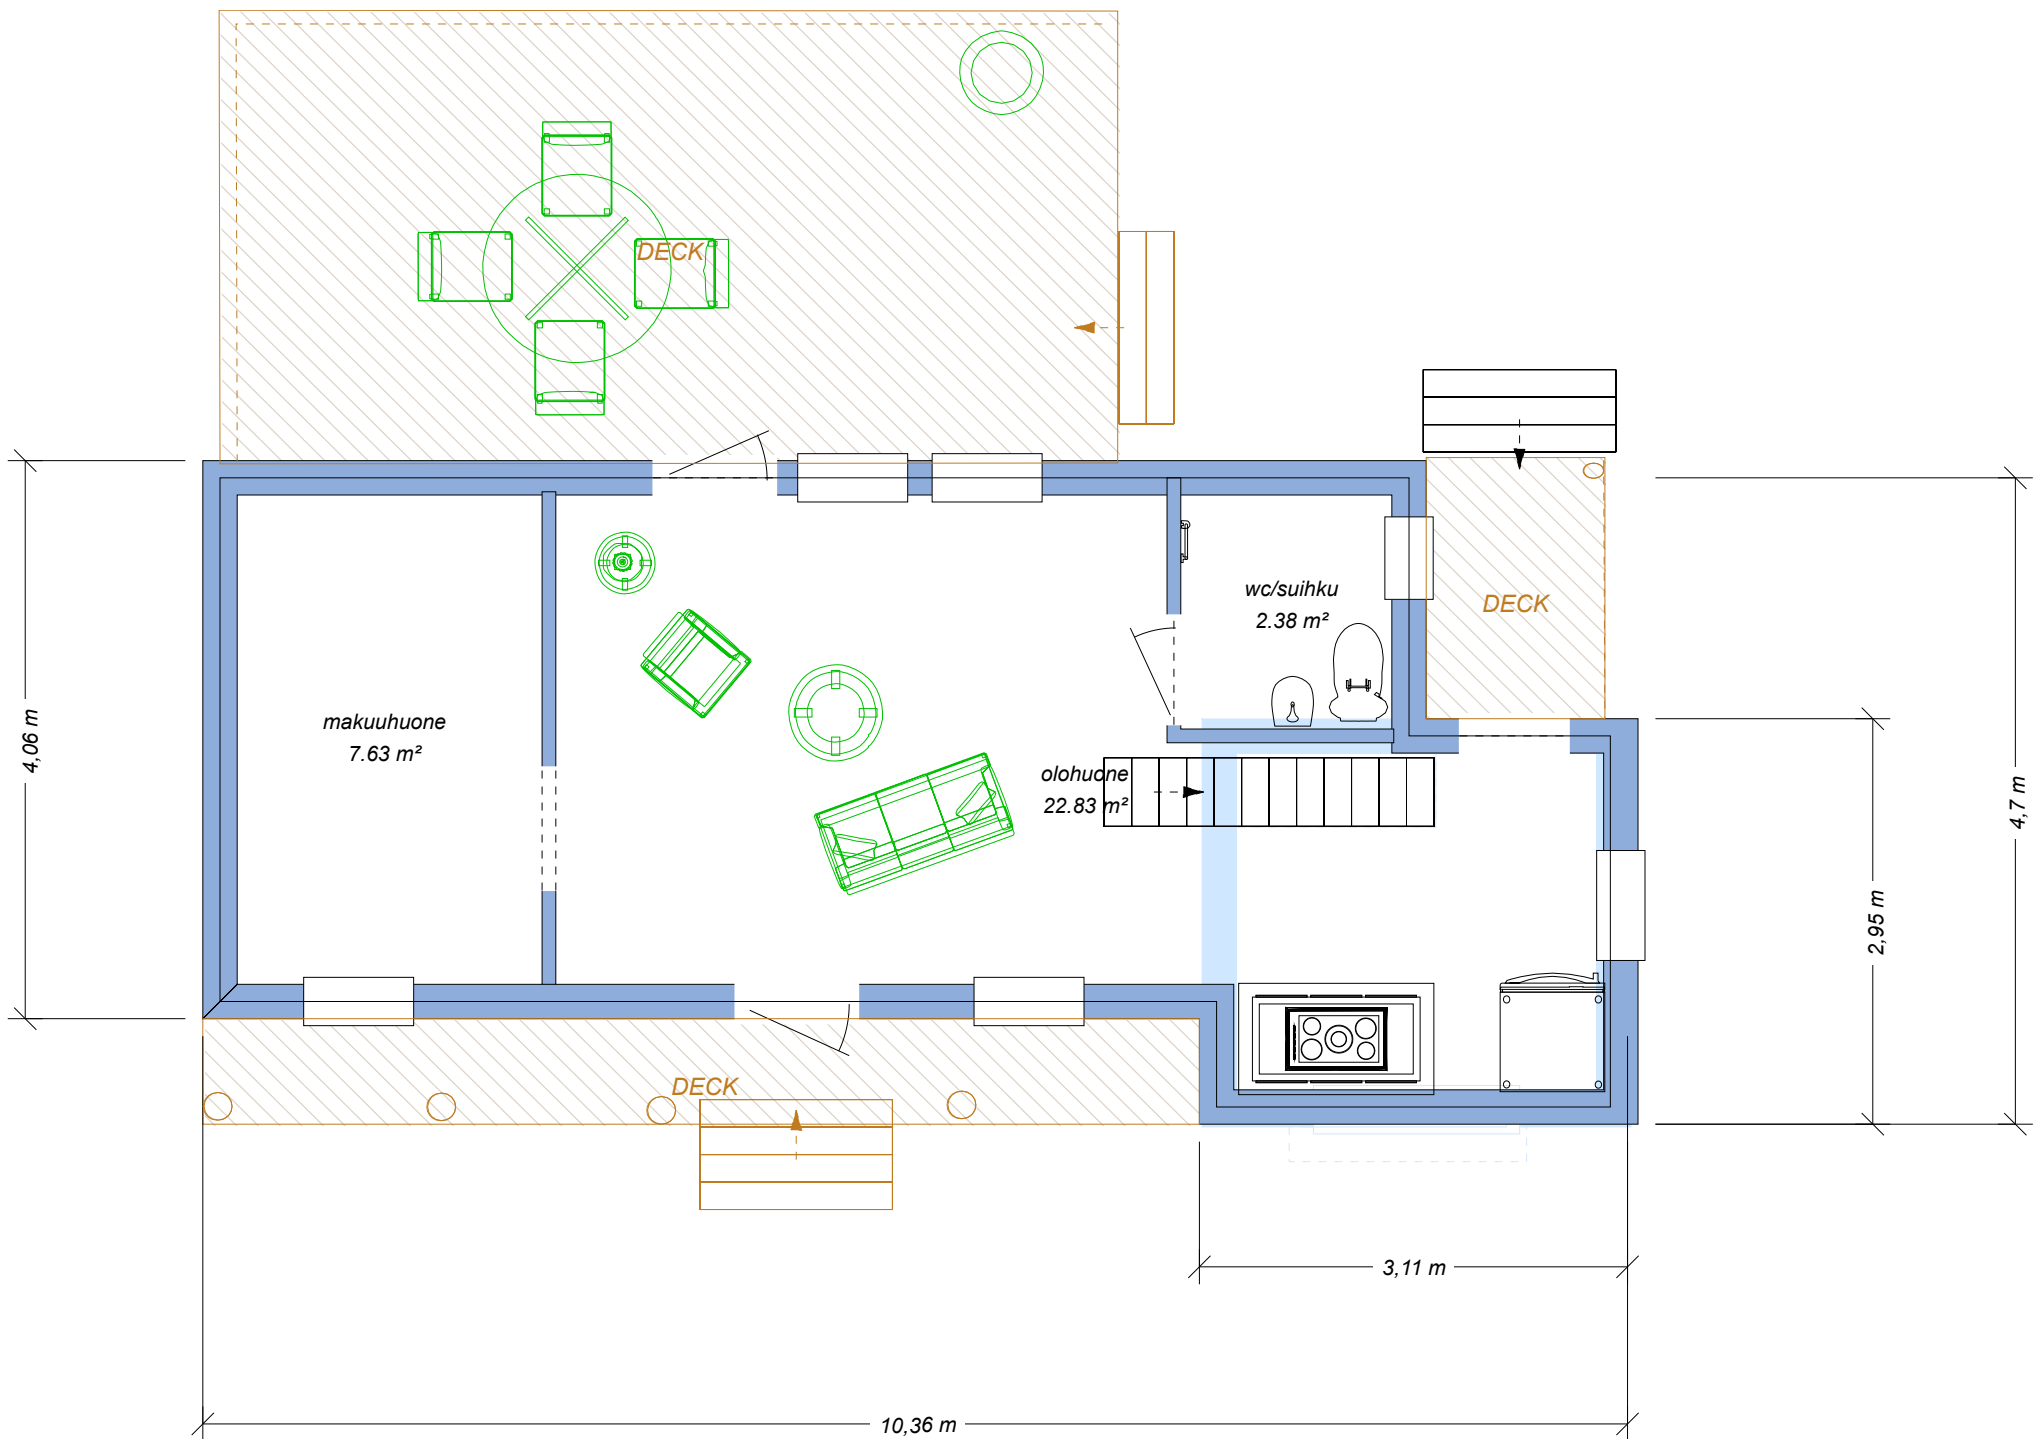 DECK
wc/suihku
2.38 m²
DECK
makuuhuone
7.63 m²
olohuone
22.83 m²
4,06 m
4,7 m
2,95 m
DECK
3,11 m
10,36 m